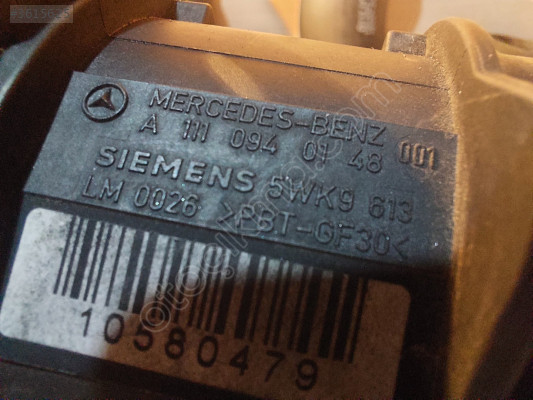 MERCEDES-BENZ
A 111 094 01 48 001
SIEMENS 5WK9 613
LM 0026 >PBT-GF30<
10580479